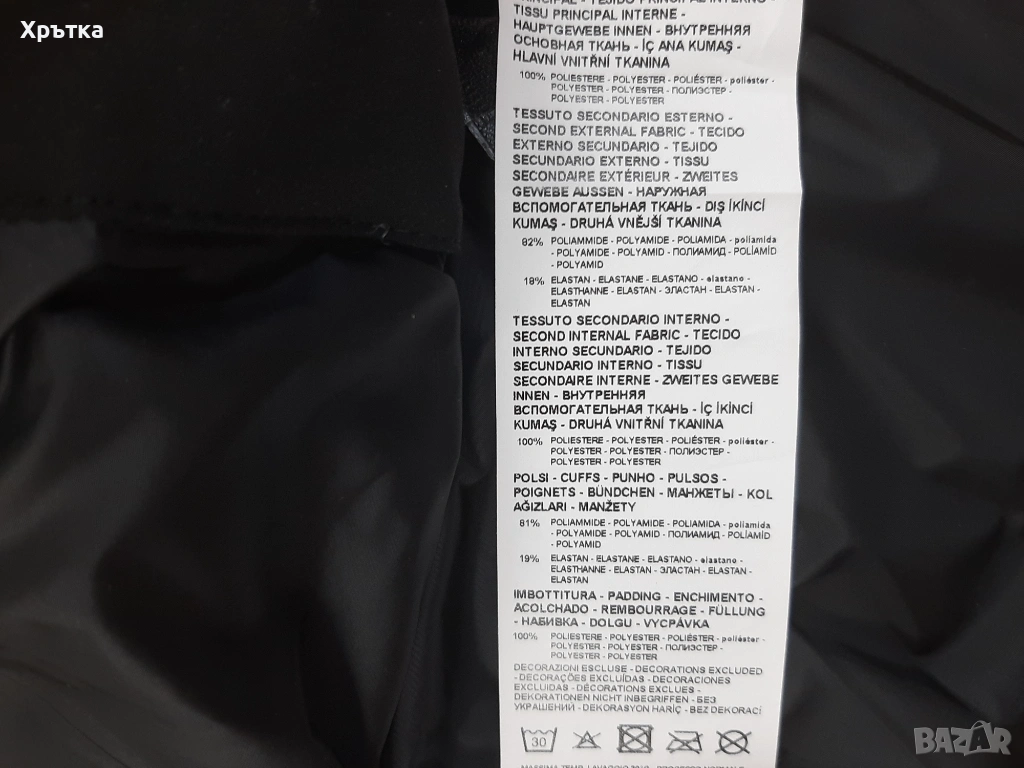 Хрътка
PRINCIPAL - TEJIDO PRINCIPAL INTERNO -
TISSU PRINCIPAL INTERNE -
HAUPTGEWEBE INNEN - ВНУТРЕННЯЯ
ОСНОВНАЯ ТКАНЬ - İÇ ANA KUMAŞ -
HLAVNÍ VNITŘNÍ TKANINA
100% POLIESTERE - POLYESTER - POLIÉSTER - poliéster -
POLYESTER - POLYESTER - ПОЛИЭСТЕР -
POLYESTER - POLYESTER
TESSUTO SECONDARIO ESTERNO -
SECOND EXTERNAL FABRIC - TECIDO
EXTERNO SECUNDARIO - TEJIDO
SECUNDARIO EXTERNO - TISSU
SECONDAIRE EXTÉRIEUR - ZWEITES
GEWEBE AUSSEN - НАРУЖНАЯ
ВСПОМОГАТЕЛЬНАЯ ТКАНЬ - DIŞ İKİNCİ
KUMAŞ - DRUHÁ VNĚJŠÍ TKANINA
82% POLIAMMIDE - POLYAMIDE - POLIAMIDA - poliamida
- POLYAMIDE - POLYAMID - ПОЛИАМИД - POLÍAMÍD
- POLYAMID
18% ELASTAN - ELASTANE - ELASTANO - elastano -
ELASTHANNE - ELASTAN - ЭЛАСТАН - ELASTAN -
ELASTAN
TESSUTO SECONDARIO INTERNO -
SECOND INTERNAL FABRIC - TECIDO
INTERNO SECUNDARIO - TEJIDO
SECUNDARIO INTERNO - TISSU
SECONDAIRE INTERNE - ZWEITES GEWEBE
INNEN - ВНУТРЕННЯЯ
ВСПОМОГАТЕЛЬНАЯ ТКАНЬ - İÇ İKİNCİ
KUMAŞ - DRUHÁ VNITŘNÍ TKANINA
100% POLIESTERE - POLYESTER - POLIÉSTER - poliéster -
POLYESTER - POLYESTER - ПОЛИЭСТЕР -
POLYESTER - POLYESTER
POLSI - CUFFS - PUNHO - PULSOS -
POIGNETS - BÜNDCHEN - МАНЖЕТЫ - KOL
AĞIZLARI - MANŽETY
81% POLIAMMIDE - POLYAMIDE - POLIAMIDA - poliamida
- POLYAMIDE - POLYAMID - ПОЛИАМИД - POLÍAMÍD
- POLYAMID
19% ELASTAN - ELASTANE - ELASTANO - elastano -
ELASTHANNE - ELASTAN - ЭЛАСТАН - ELASTAN -
ELASTAN
IMBOTTITURA - PADDING - ENCHIMENTO -
ACOLCHADO - REMBOURRAGE - FÜLLUNG
- НАБИВКА - DOLGU - VYCPÁVKA
100% POLIESTERE - POLYESTER - POLIÉSTER - poliéster -
POLYESTER - POLYESTER - ПОЛИЭСТЕР -
POLYESTER - POLYESTER
DECORAZIONI ESCLUSE - DECORATIONS EXCLUDED
- DECORAÇÕES EXCLUÍDAS - DECORACIONES
EXCLUIDAS - DÉCORATIONS EXCLUES -
DEKORATIONEN NICHT INBEGRIFFEN - БЕЗ
УКРАШЕНИЙ - DEKORASYON HARİÇ - BEZ DEKORACÍ
30
BAZAR